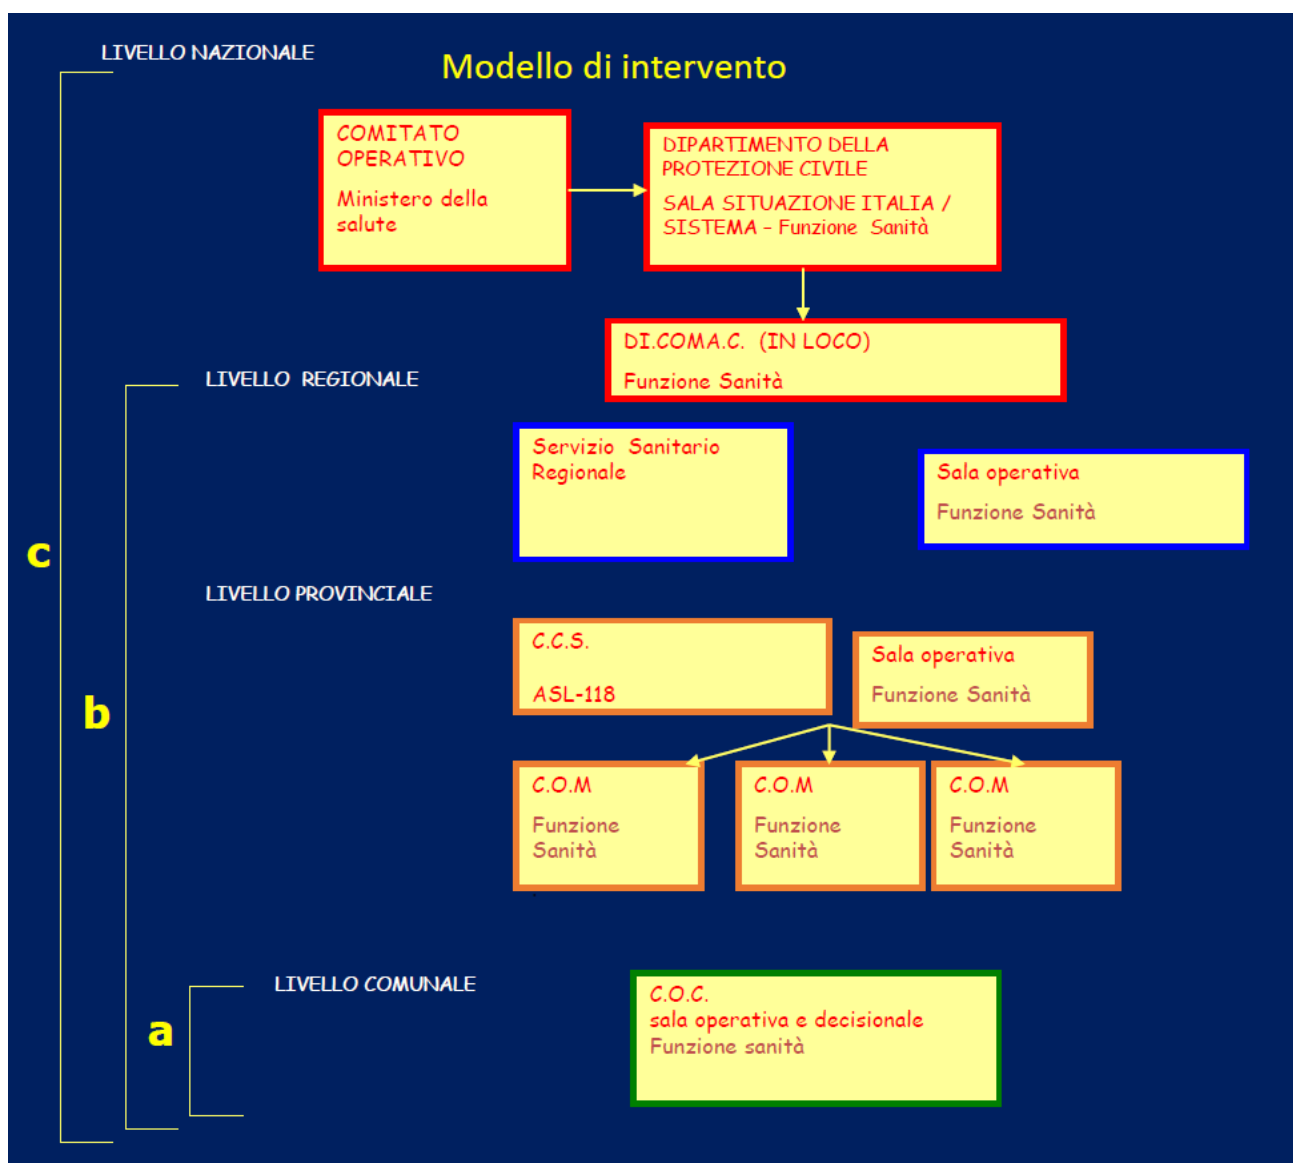 LIVELLO NAZIONALE
Modello di intervento
COMITATO
OPERATIVO
Ministero della
salute
DIPARTIMENTO DELLA
PROTEZIONE CIVILE
SALA SITUAZIONE ITALIA /
SISTEMA – Funzione Sanità
DI.COMA.C. (IN LOCO)
Funzione Sanità
LIVELLO REGIONALE
Servizio Sanitario
Regionale
Sala operativa
Funzione Sanità
c
LIVELLO PROVINCIALE
C.C.S.
ASL-118
Sala operativa
Funzione Sanità
b
C.O.M
Funzione
Sanità
C.O.M
Funzione
Sanità
C.O.M
Funzione
Sanità
LIVELLO COMUNALE
a
C.O.C.
sala operativa e decisionale
Funzione sanità